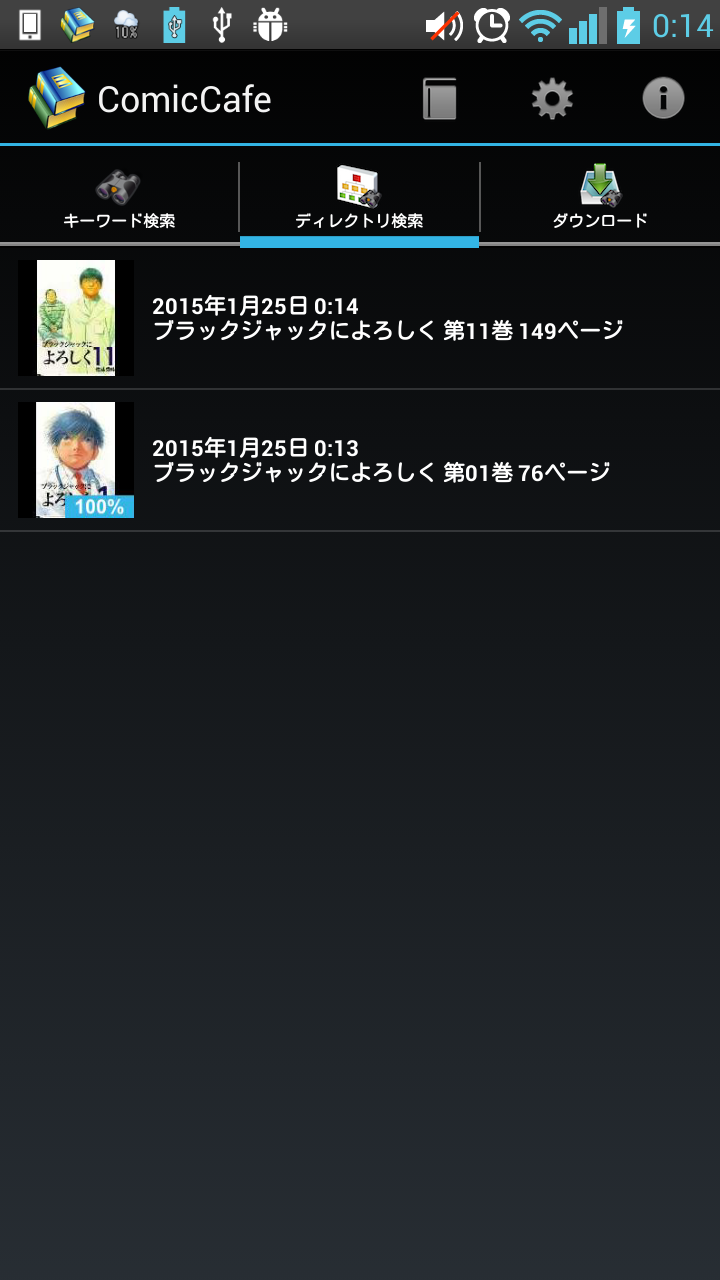 10%
0:14
ComicCafe
キーワード検索
ディレクトリ検索
ダウンロード
2015年1月25日 0:14
ブラックジャックによろしく 第11巻 149ページ
ブラックジャックに
よろしく11
2015年1月25日 0:13
ブラックジャックによろしく 第01巻 76ページ
ブラックジャックに
100%